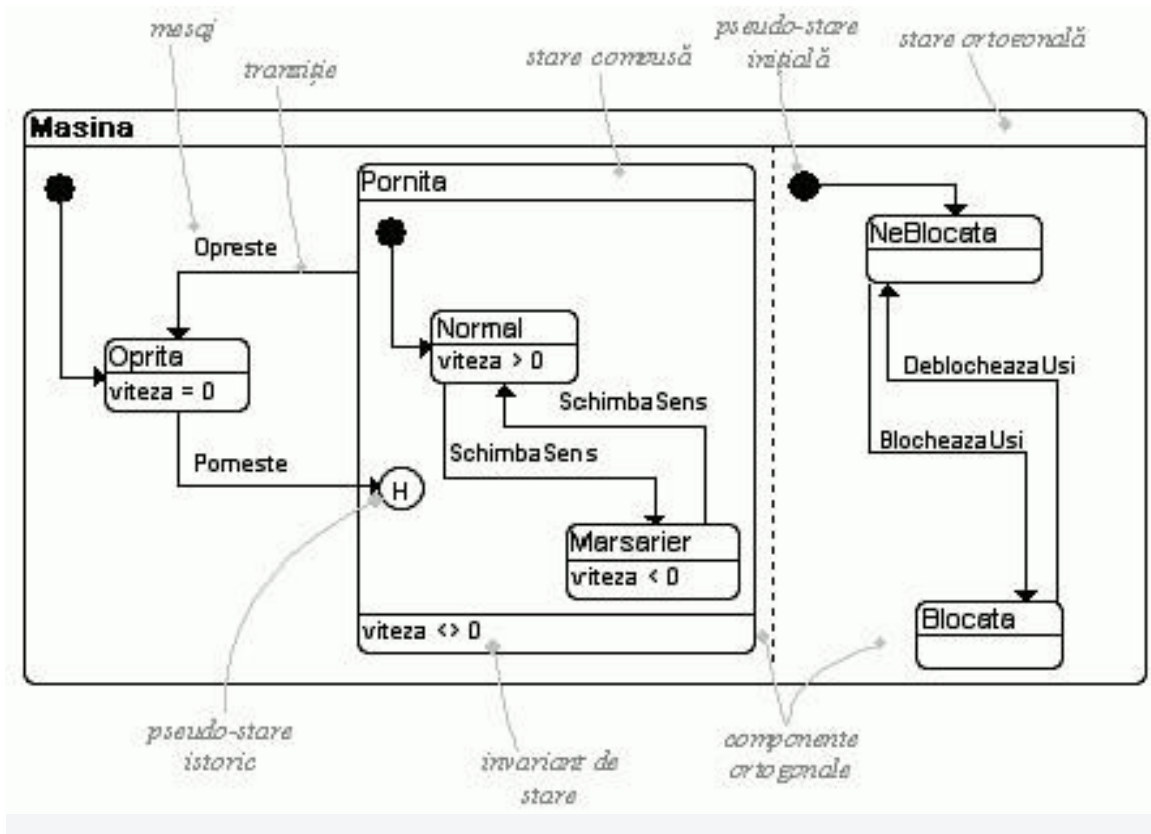 mesaj
tranziție
stare compusă
pseudo-stare
inițială
stare ortogonală
Masina
Pornita
NeBlocata
Opreste
Normal
viteza > 0
Oprita
viteza = 0
DeblocheazaUsi
SchimbaSens
BlocheazaUsi
SchimbaSens
Porneste
H
Marsarier
viteza < 0
Blocata
viteza <> 0
pseudo-stare
istoric
invariant de
stare
componente
ortogonale